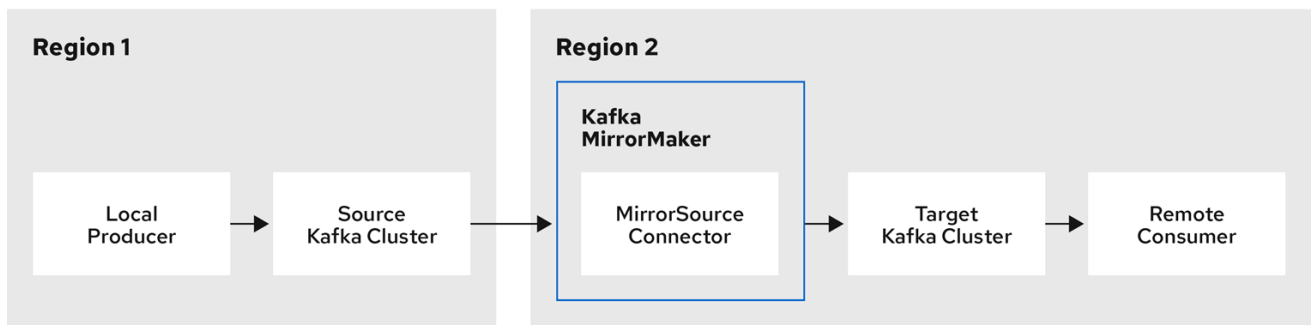 Region 1
Region 2
Kafka
MirrorMaker
Local
Producer
Source
Kafka Cluster
MirrorSource
Connector
Target
Kafka Cluster
Remote
Consumer